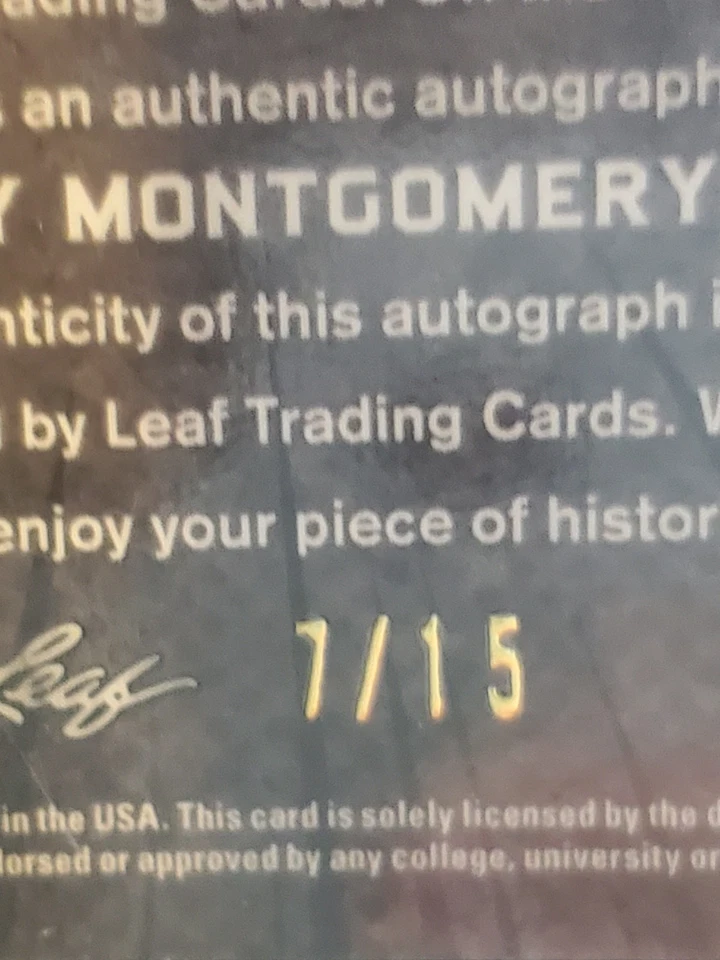 an authentic autograph
Y MONTGOMERY
nticity of this autograph i
by Leaf Trading Cards. W
enjoy your piece of histor
Leaf 7/15
in the USA. This card is solely licensed by the d
dorsed or approved by any college, university or